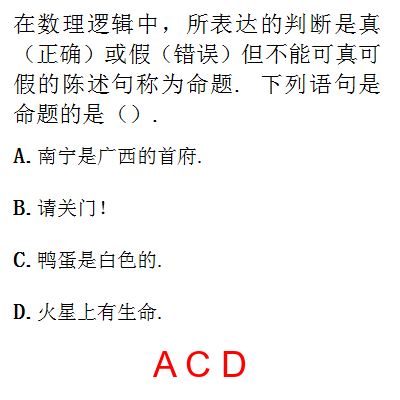 在数理逻辑中，所表达的判断是真
（正确）或假（错误）但不能可真可
假的陈述句称为命题. 下列语句是
命题的是（）.
A. 南宁是广西的首府.
B. 请关门！
C. 鸭蛋是白色的.
D. 火星上有生命.
A C D